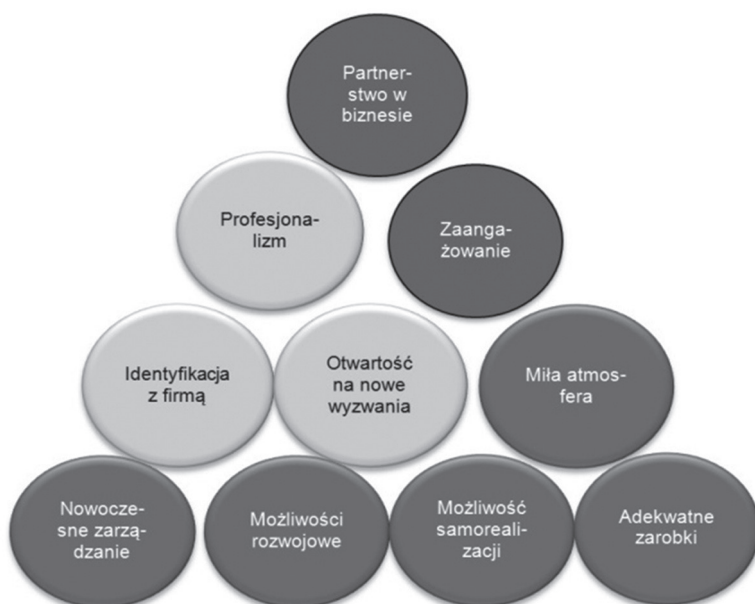 Partner-
stwo w
biznesie
Profesjona-
lizm
Zaanga-
żowanie
Identyfikacja
z firmą
Otwartość
na nowe
wyzwania
Miła atmos-
fera
Nowocze-
sne zarzą-
dzanie
Możliwości
rozwojowe
Możliwość
samoreali-
zacji
Adekwatne
zarobki